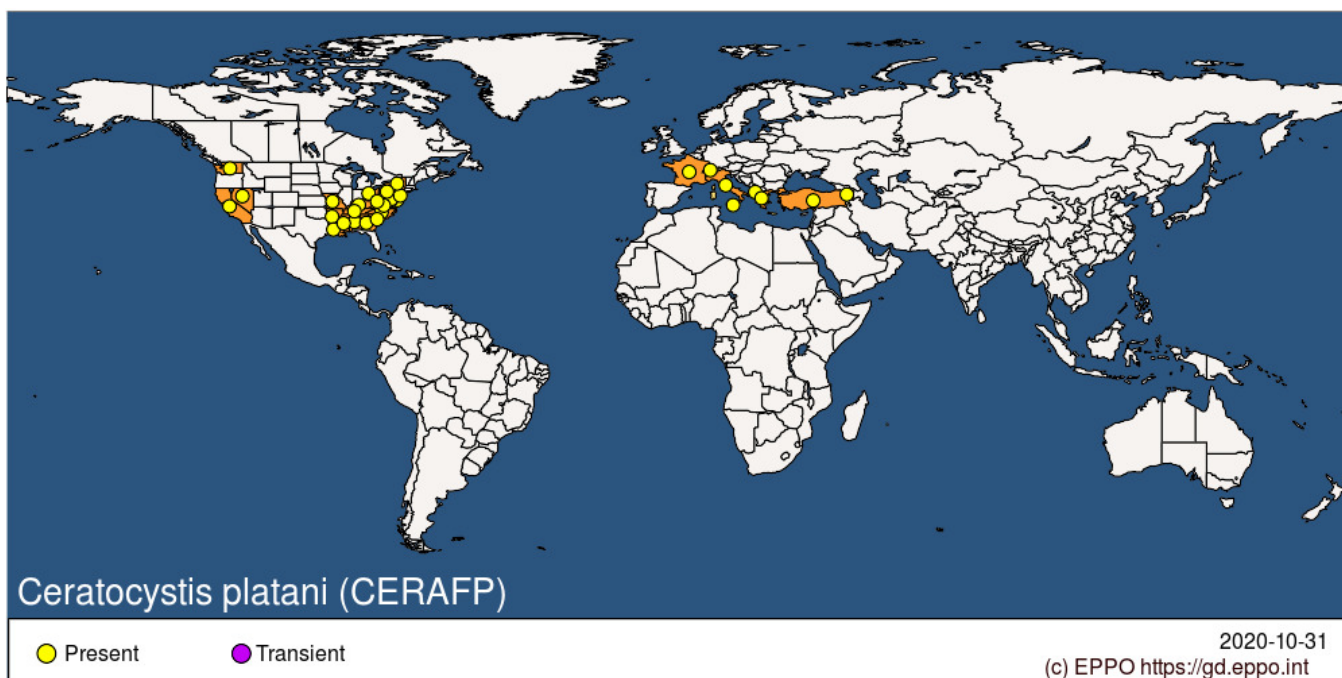 Ceratocystis platani (CERAFP)
Present
Transient
2020-10-31
(c) EPPO https://gd.eppo.int